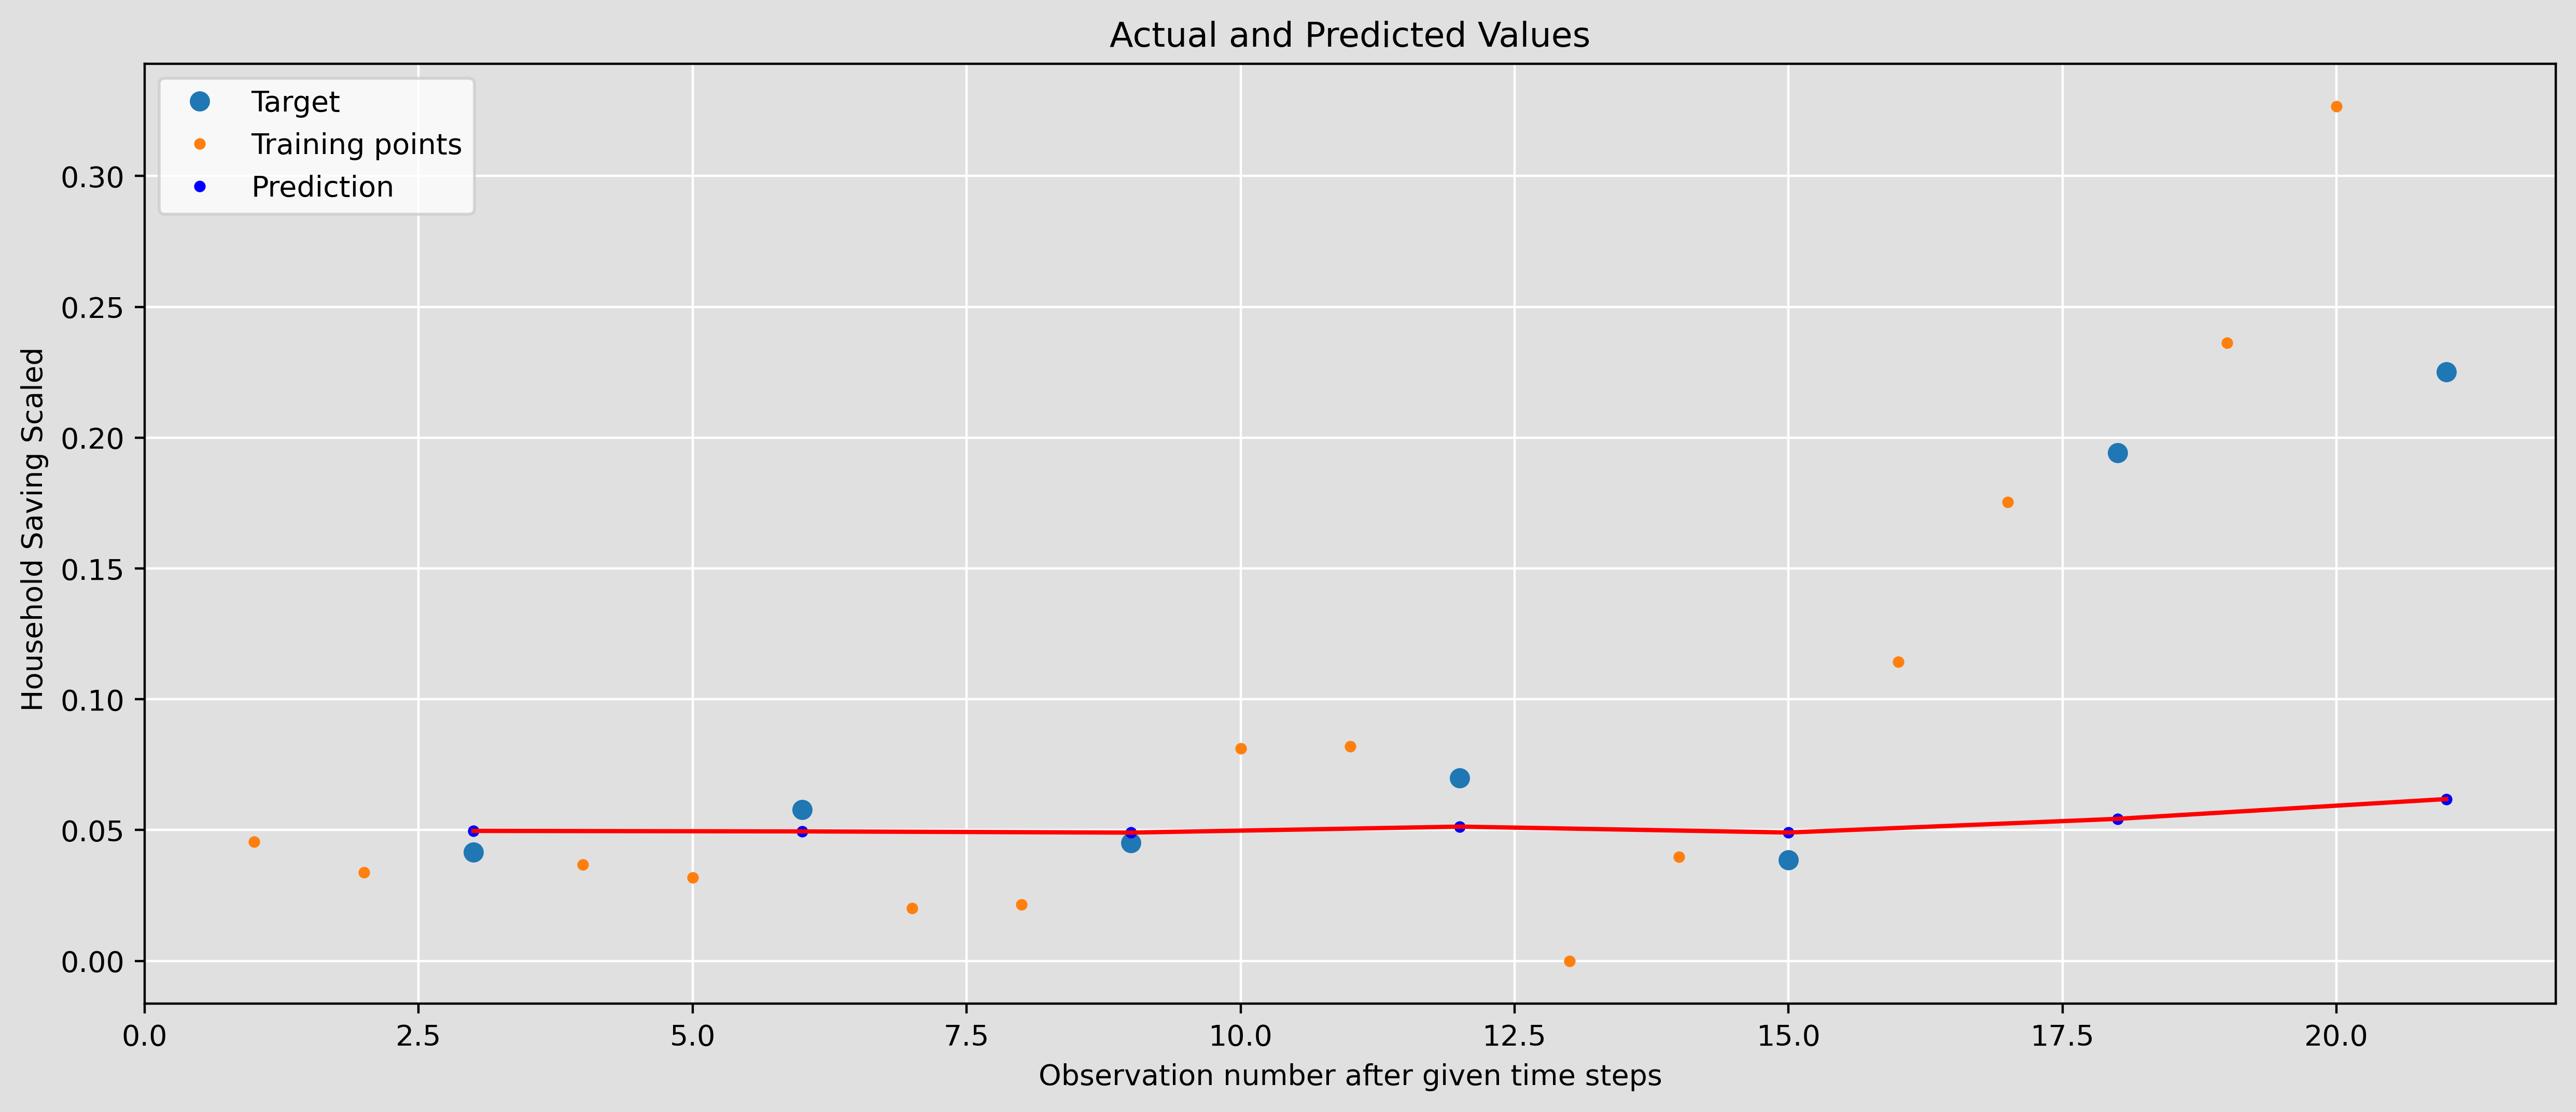 Actual and Predicted Values
Target
Training points
Prediction
Household Saving Scaled
0.30
0.25
0.20
0.15
0.10
0.05
0.00
0.0 2.5 5.0 7.5 10.0 12.5 15.0 17.5 20.0
Observation number after given time steps